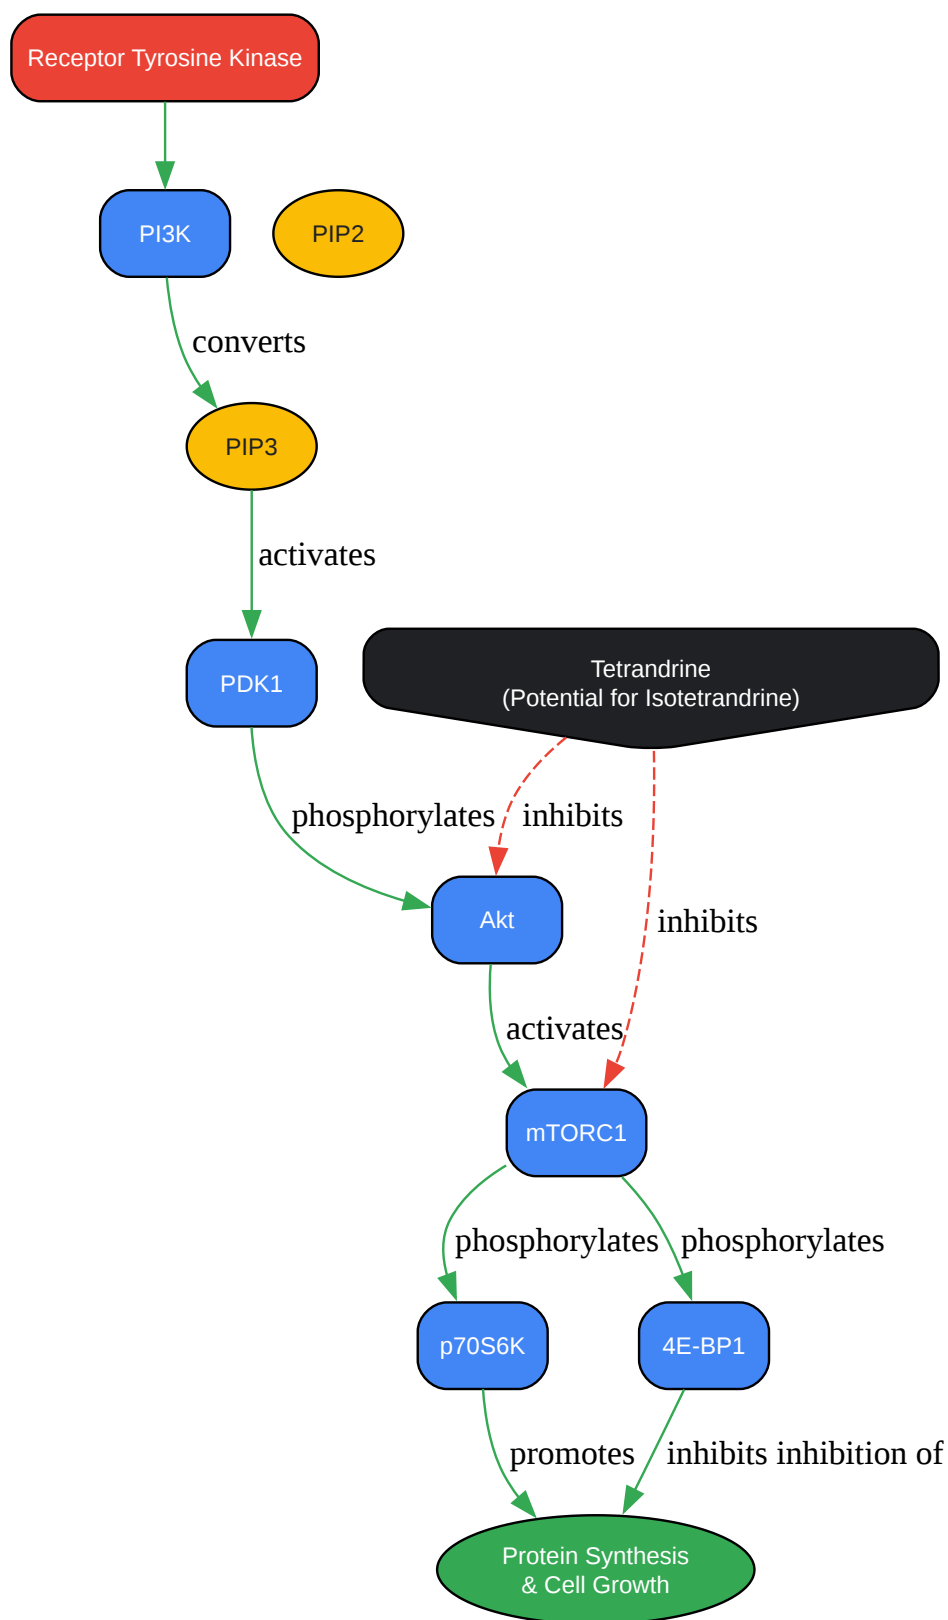 Receptor Tyrosine Kinase
PI3K
PIP2
converts
PIP3
activates
PDK1
Tetrandrine
(Potential for Isotetrandrine)
phosphorylates
inhibits
Akt
inhibits
activates
mTORC1
phosphorylates
phosphorylates
p70S6K
4E-BP1
promotes
inhibits inhibition of
Protein Synthesis
& Cell Growth